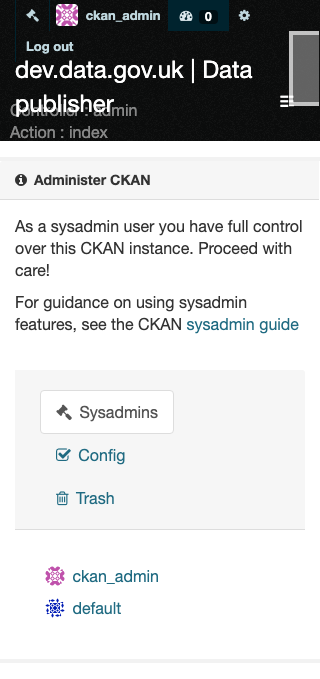 ckan_admin 0
Log out
dev.data.gov.uk | Data
publisher
Controller : admin
Action : index
Administer CKAN
As a sysadmin user you have full control
over this CKAN instance. Proceed with
care!
For guidance on using sysadmin
features, see the CKAN sysadmin guide
Sysadmins
Config
Trash
ckan_admin
default